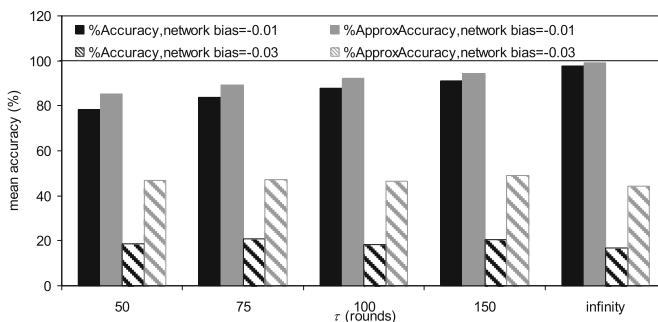 120
100
80
60
40
20
0
mean accuracy (%)
%Accuracy,network bias=-0.01
%ApproxAccuracy,network bias=-0.01
%Accuracy,network bias=-0.03
%ApproxAccuracy,network bias=-0.03
50 75 100 150 infinity
τ (rounds)